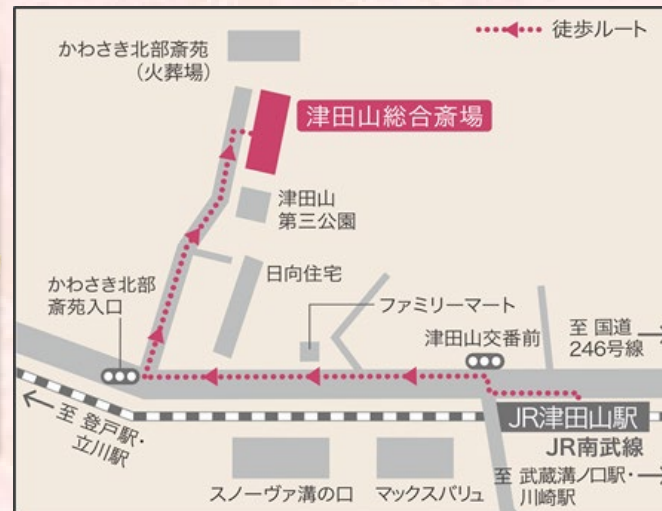 徒歩ルート
かわさき北部斎苑
（火葬場）
津田山総合斎場
津田山
第三公園
かわさき北部
斎苑入口
日向住宅
ファミリーマート
津田山交番前
至 国道
246号線
至 登戸駅・
立川駅
JR津田山駅
JR南武線
至 武蔵溝ノ口駅・
川崎駅
スノーヴァ溝の口
マックスバリュ